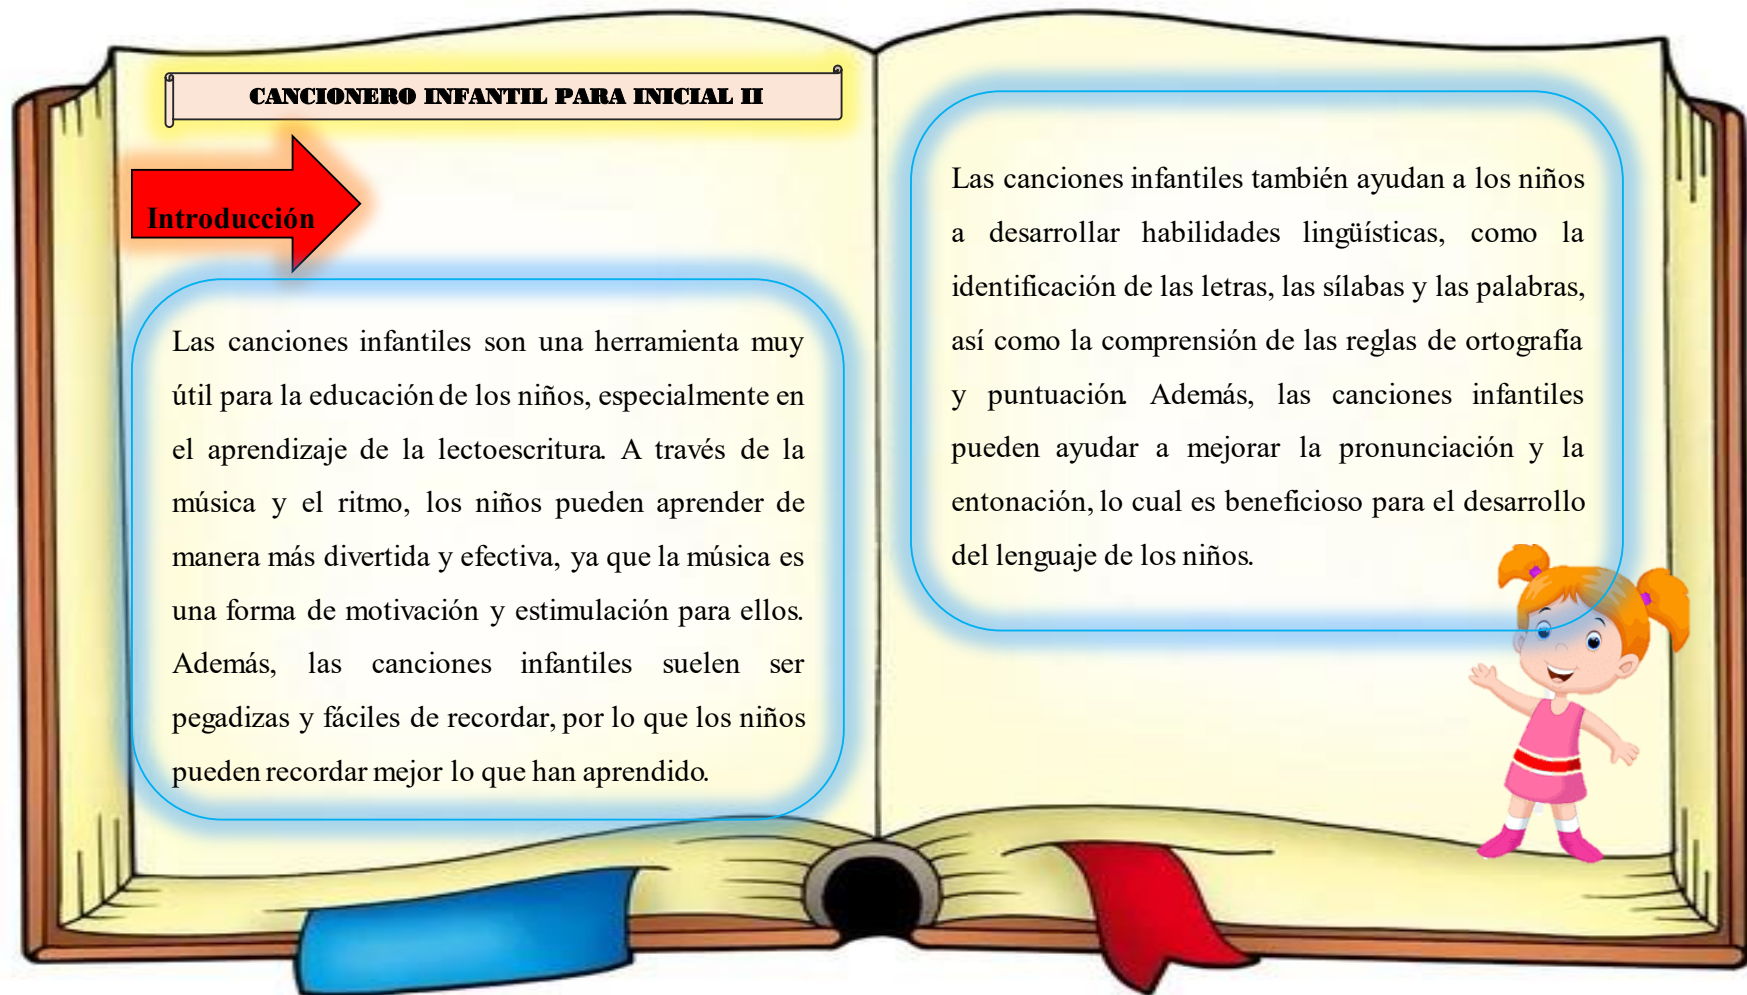 CANCIONERO INFANTIL PARA INICIAL II
Introducción
Las canciones infantiles son una herramienta muy
útil para la educación de los niños, especialmente en
el aprendizaje de la lectoescritura. A través de la
música y el ritmo, los niños pueden aprender de
manera más divertida y efectiva, ya que la música es
una forma de motivación y estimulación para ellos.
Además, las canciones infantiles suelen ser
pegadizas y fáciles de recordar, por lo que los niños
pueden recordar mejor lo que han aprendido.
Las canciones infantiles también ayudan a los niños
a desarrollar habilidades lingüísticas, como la
identificación de las letras, las sílabas y las palabras,
así como la comprensión de las reglas de ortografía
y puntuación. Además, las canciones infantiles
pueden ayudar a mejorar la pronunciación y la
entonación, lo cual es beneficioso para el desarrollo
del lenguaje de los niños.